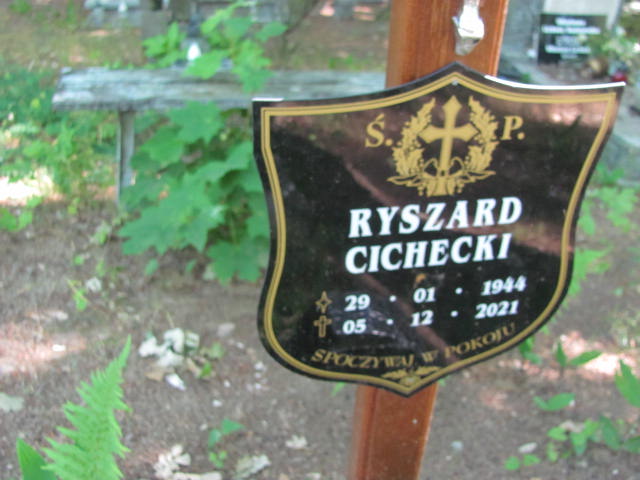 Ś. P.
RYSZARD
CICHECKI
29 · 01 · 1944
05 · 12 · 2021
SPOCZYWAJ W POKOJU